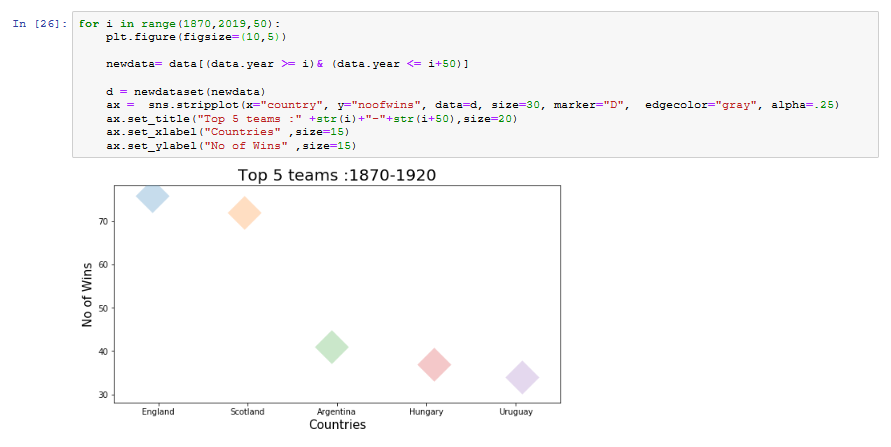 In [26]: for i in range(1870,2019,50):
plt.figure(figsize=(10,5))
newdata= data[(data.year >= i)& (data.year <= i+50)]
d = newdataset(newdata)
ax =  sns.stripplot(x="country", y="noofwins", data=d, size=30, marker="D",  edgecolor="gray", alpha=.25)
ax.set_title("Top 5 teams :" +str(i)+"-"+str(i+50),size=20)
ax.set_xlabel("Countries" ,size=15)
ax.set_ylabel("No of Wins" ,size=15)
Top 5 teams :1870-1920
No of Wins
70
60
50
40
30
England Scotland Argentina Hungary Uruguay
Countries